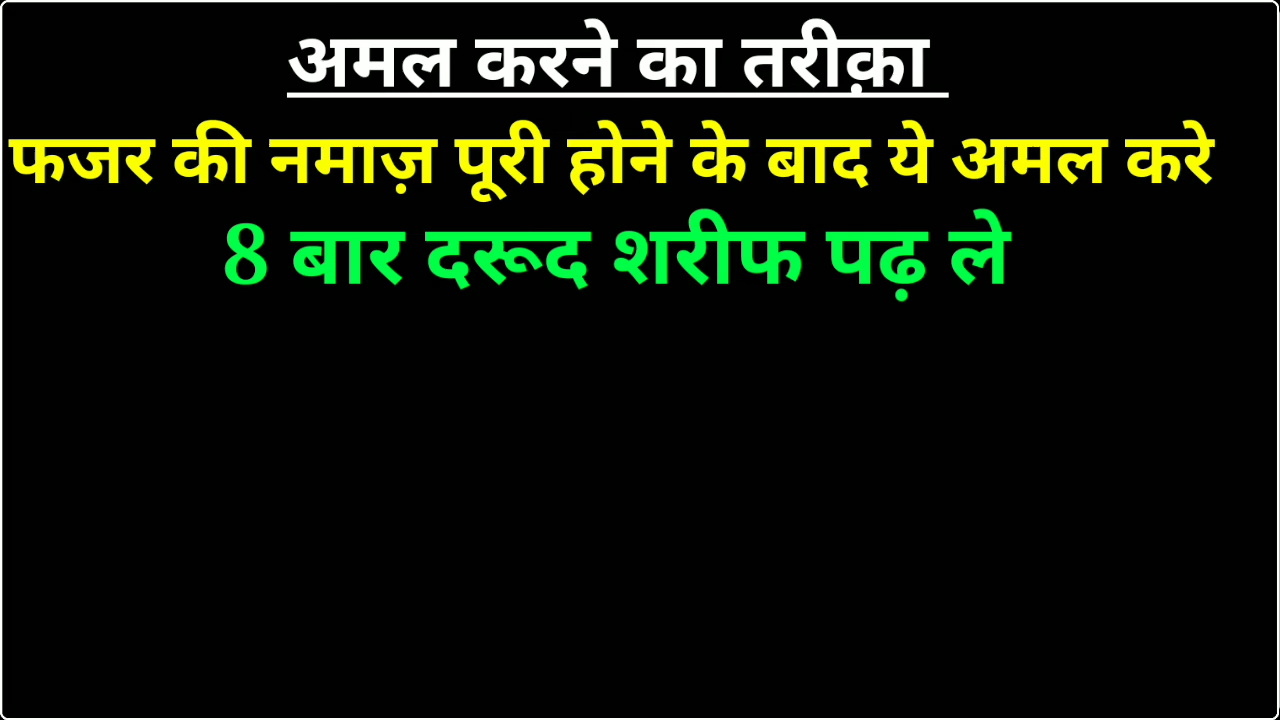 अमल करने का तरीक़ा
फजर की नमाज़ पूरी होने के बाद ये अमल करे
8 बार दरूद शरीफ पढ़ ले